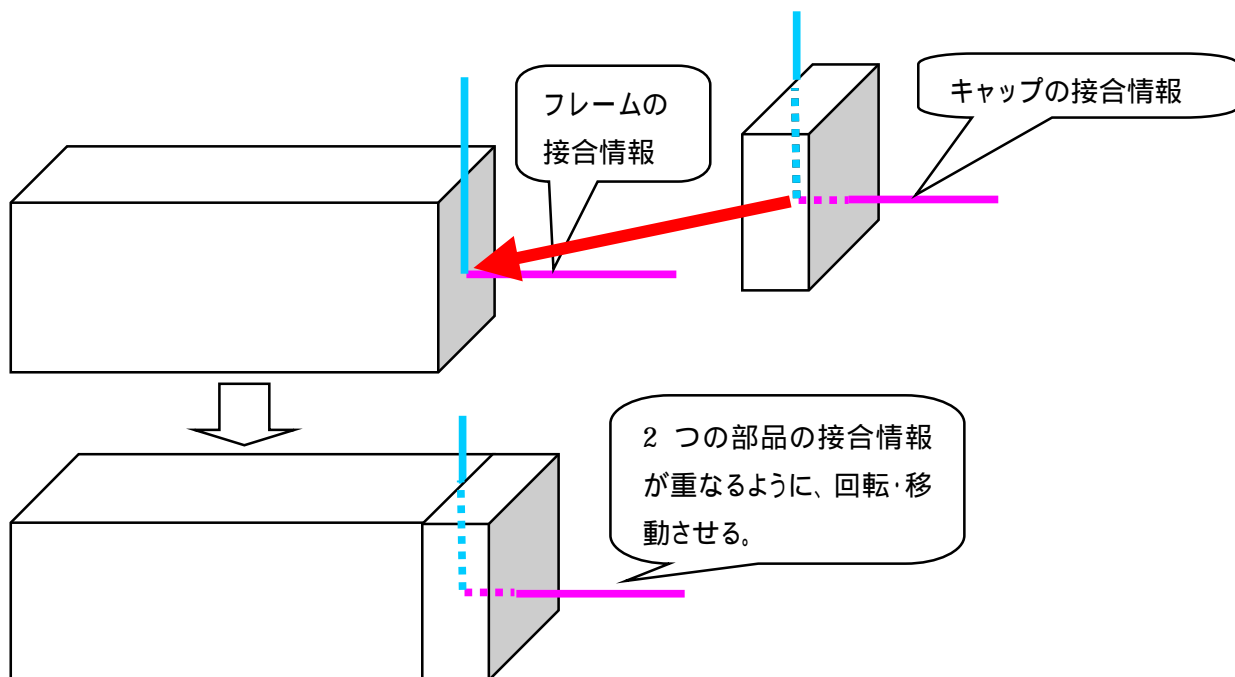 フレームの
接合情報
キャップの接合情報
2 つの部品の接合情報
が重なるように、回転・移
動させる。